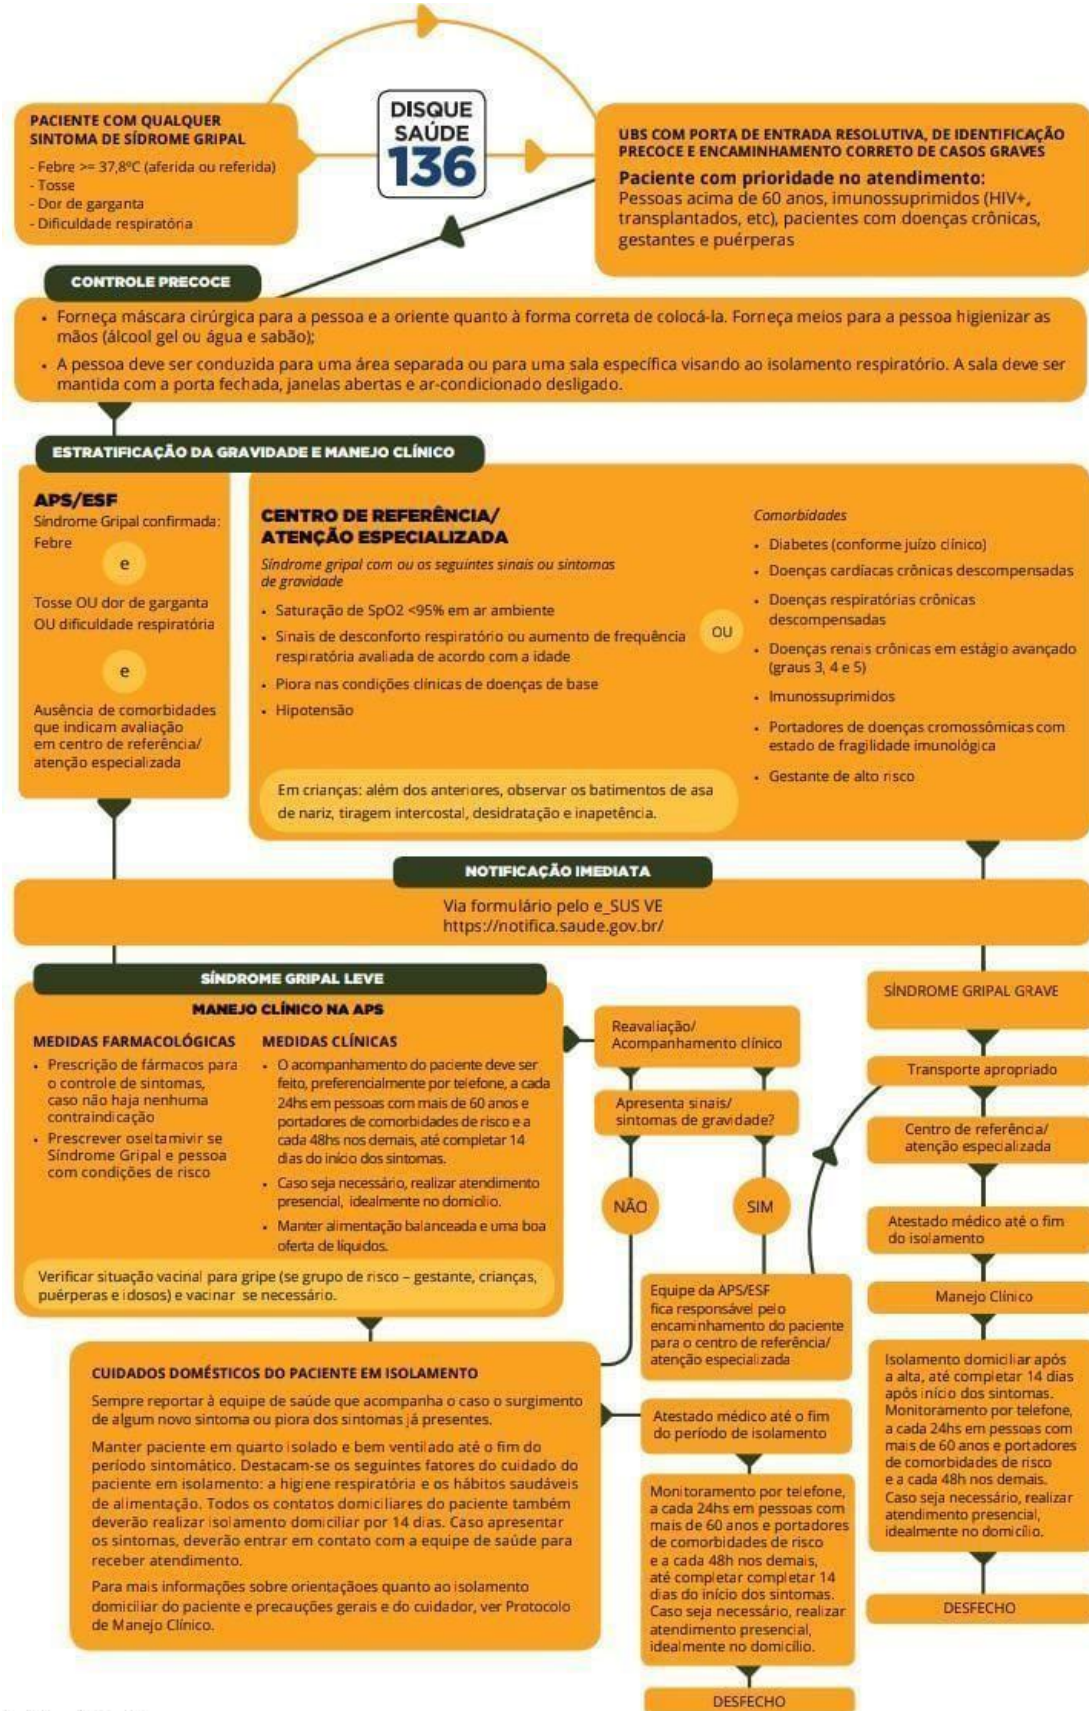 PACIENTE COM QUALQUER
SINTOMA DE SÍDROME GRIPAL
- Febre >= 37,8ºC (aferida ou referida)
- Tosse
- Dor de garganta
- Dificuldade respiratória
DISQUE
SAÚDE
136
UBS COM PORTA DE ENTRADA RESOLUTIVA, DE IDENTIFICAÇÃO
PRECOCE E ENCAMINHAMENTO CORRETO DE CASOS GRAVES
Paciente com prioridade no atendimento:
Pessoas acima de 60 anos, imunossuprimidos (HIV+,
transplantados, etc), pacientes com doenças crônicas,
gestantes e puérperas
CONTROLE PRECOCE
• Forneça máscara cirúrgica para a pessoa e a oriente quanto à forma correta de colocá-la. Forneça meios para a pessoa higienizar as
mãos (álcool gel ou água e sabão);
• A pessoa deve ser conduzida para uma área separada ou para uma sala específica visando ao isolamento respiratório. A sala deve ser
mantida com a porta fechada, janelas abertas e ar-condicionado desligado.
ESTRATIFICAÇÃO DA GRAVIDADE E MANEJO CLÍNICO
APS/ESF
Síndrome Gripal confirmada:
Febre
e
Tosse OU dor de garganta
OU dificuldade respiratória
e
Ausência de comorbidades
que indicam avaliação
em centro de referência/
atenção especializada
CENTRO DE REFERÊNCIA/
ATENÇÃO ESPECIALIZADA
Síndrome gripal com ou os seguintes sinais ou sintomas
de gravidade
• Saturação de SpO2 <95% em ar ambiente
• Sinais de desconforto respiratório ou aumento de frequência
respiratória avaliada de acordo com a idade
• Piora nas condições clínicas de doenças de base
• Hipotensão
Em crianças: além dos anteriores, observar os batimentos de asa
de nariz, tiragem intercostal, desidratação e inapetência.
OU
Comorbidades
• Diabetes (conforme juízo clínico)
• Doenças cardíacas crônicas descompensadas
• Doenças respiratórias crônicas
descompensadas
• Doenças renais crônicas em estágio avançado
(graus 3, 4 e 5)
• Imunossuprimidos
• Portadores de doenças cromossômicas com
estado de fragilidade imunológica
• Gestante de alto risco
NOTIFICAÇÃO IMEDIATA
Via formulário pelo e_SUS VE
https://notifica.saude.gov.br/
SÍNDROME GRIPAL LEVE
MANEJO CLÍNICO NA APS
MEDIDAS FARMACOLÓGICAS
• Prescrição de fármacos para
o controle de sintomas,
caso não haja nenhuma
contraindicação
• Prescrever oseltamivir se
Síndrome Gripal e pessoa
com condições de risco
MEDIDAS CLÍNICAS
• O acompanhamento do paciente deve ser
feito, preferencialmente por telefone, a cada
24hs em pessoas com mais de 60 anos e
portadores de comorbidades de risco e a
cada 48hs nos demais, até completar 14
dias do início dos sintomas.
• Caso seja necessário, realizar atendimento
presencial, idealmente no domicílio.
• Manter alimentação balanceada e uma boa
oferta de líquidos.
Verificar situação vacinal para gripe (se grupo de risco – gestante, crianças,
puérperas e idosos) e vacinar se necessário.
Reavaliação/
Acompanhamento clínico
Apresenta sinais/
sintomas de gravidade?
NÃO
SIM
Equipe da APS/ESF
fica responsável pelo
encaminhamento do paciente
para o centro de referência/
atenção especializada
CUIDADOS DOMÉSTICOS DO PACIENTE EM ISOLAMENTO
Sempre reportar à equipe de saúde que acompanha o caso o surgimento
de algum novo sintoma ou piora dos sintomas já presentes.
Manter paciente em quarto isolado e bem ventilado até o fim do
período sintomático. Destacam-se os seguintes fatores do cuidado do
paciente em isolamento: a higiene respiratória e os hábitos saudáveis
de alimentação. Todos os contatos domiciliares do paciente também
deverão realizar isolamento domiciliar por 14 dias. Caso apresentar
os sintomas, deverão entrar em contato com a equipe de saúde para
receber atendimento.
Para mais informações sobre orientaçãoes quanto ao isolamento
domiciliar do paciente e precauções gerais e do cuidador, ver Protocolo
de Manejo Clínico.
Atestado médico até o fim
do período de isolamento
Monitoramento por telefone,
a cada 24hs em pessoas com
mais de 60 anos e portadores
de comorbidades de risco
e a cada 48h nos demais,
até completar completar 14
dias do início dos sintomas.
Caso seja necessário, realizar
atendimento presencial,
idealmente no domicílio.
DESFECHO
SÍNDROME GRIPAL GRAVE
Transporte apropriado
Centro de referência/
atenção especializada
Atestado médico até o fim
do isolamento
Manejo Clínico
Isolamento domiciliar após
a alta, até completar 14 dias
após início dos sintomas.
Monitoramento por telefone,
a cada 24hs em pessoas com
mais de 60 anos e portadores
de comorbidades de risco
e a cada 48h nos demais.
Caso seja necessário, realizar
atendimento presencial,
idealmente no domicílio.
DESFECHO